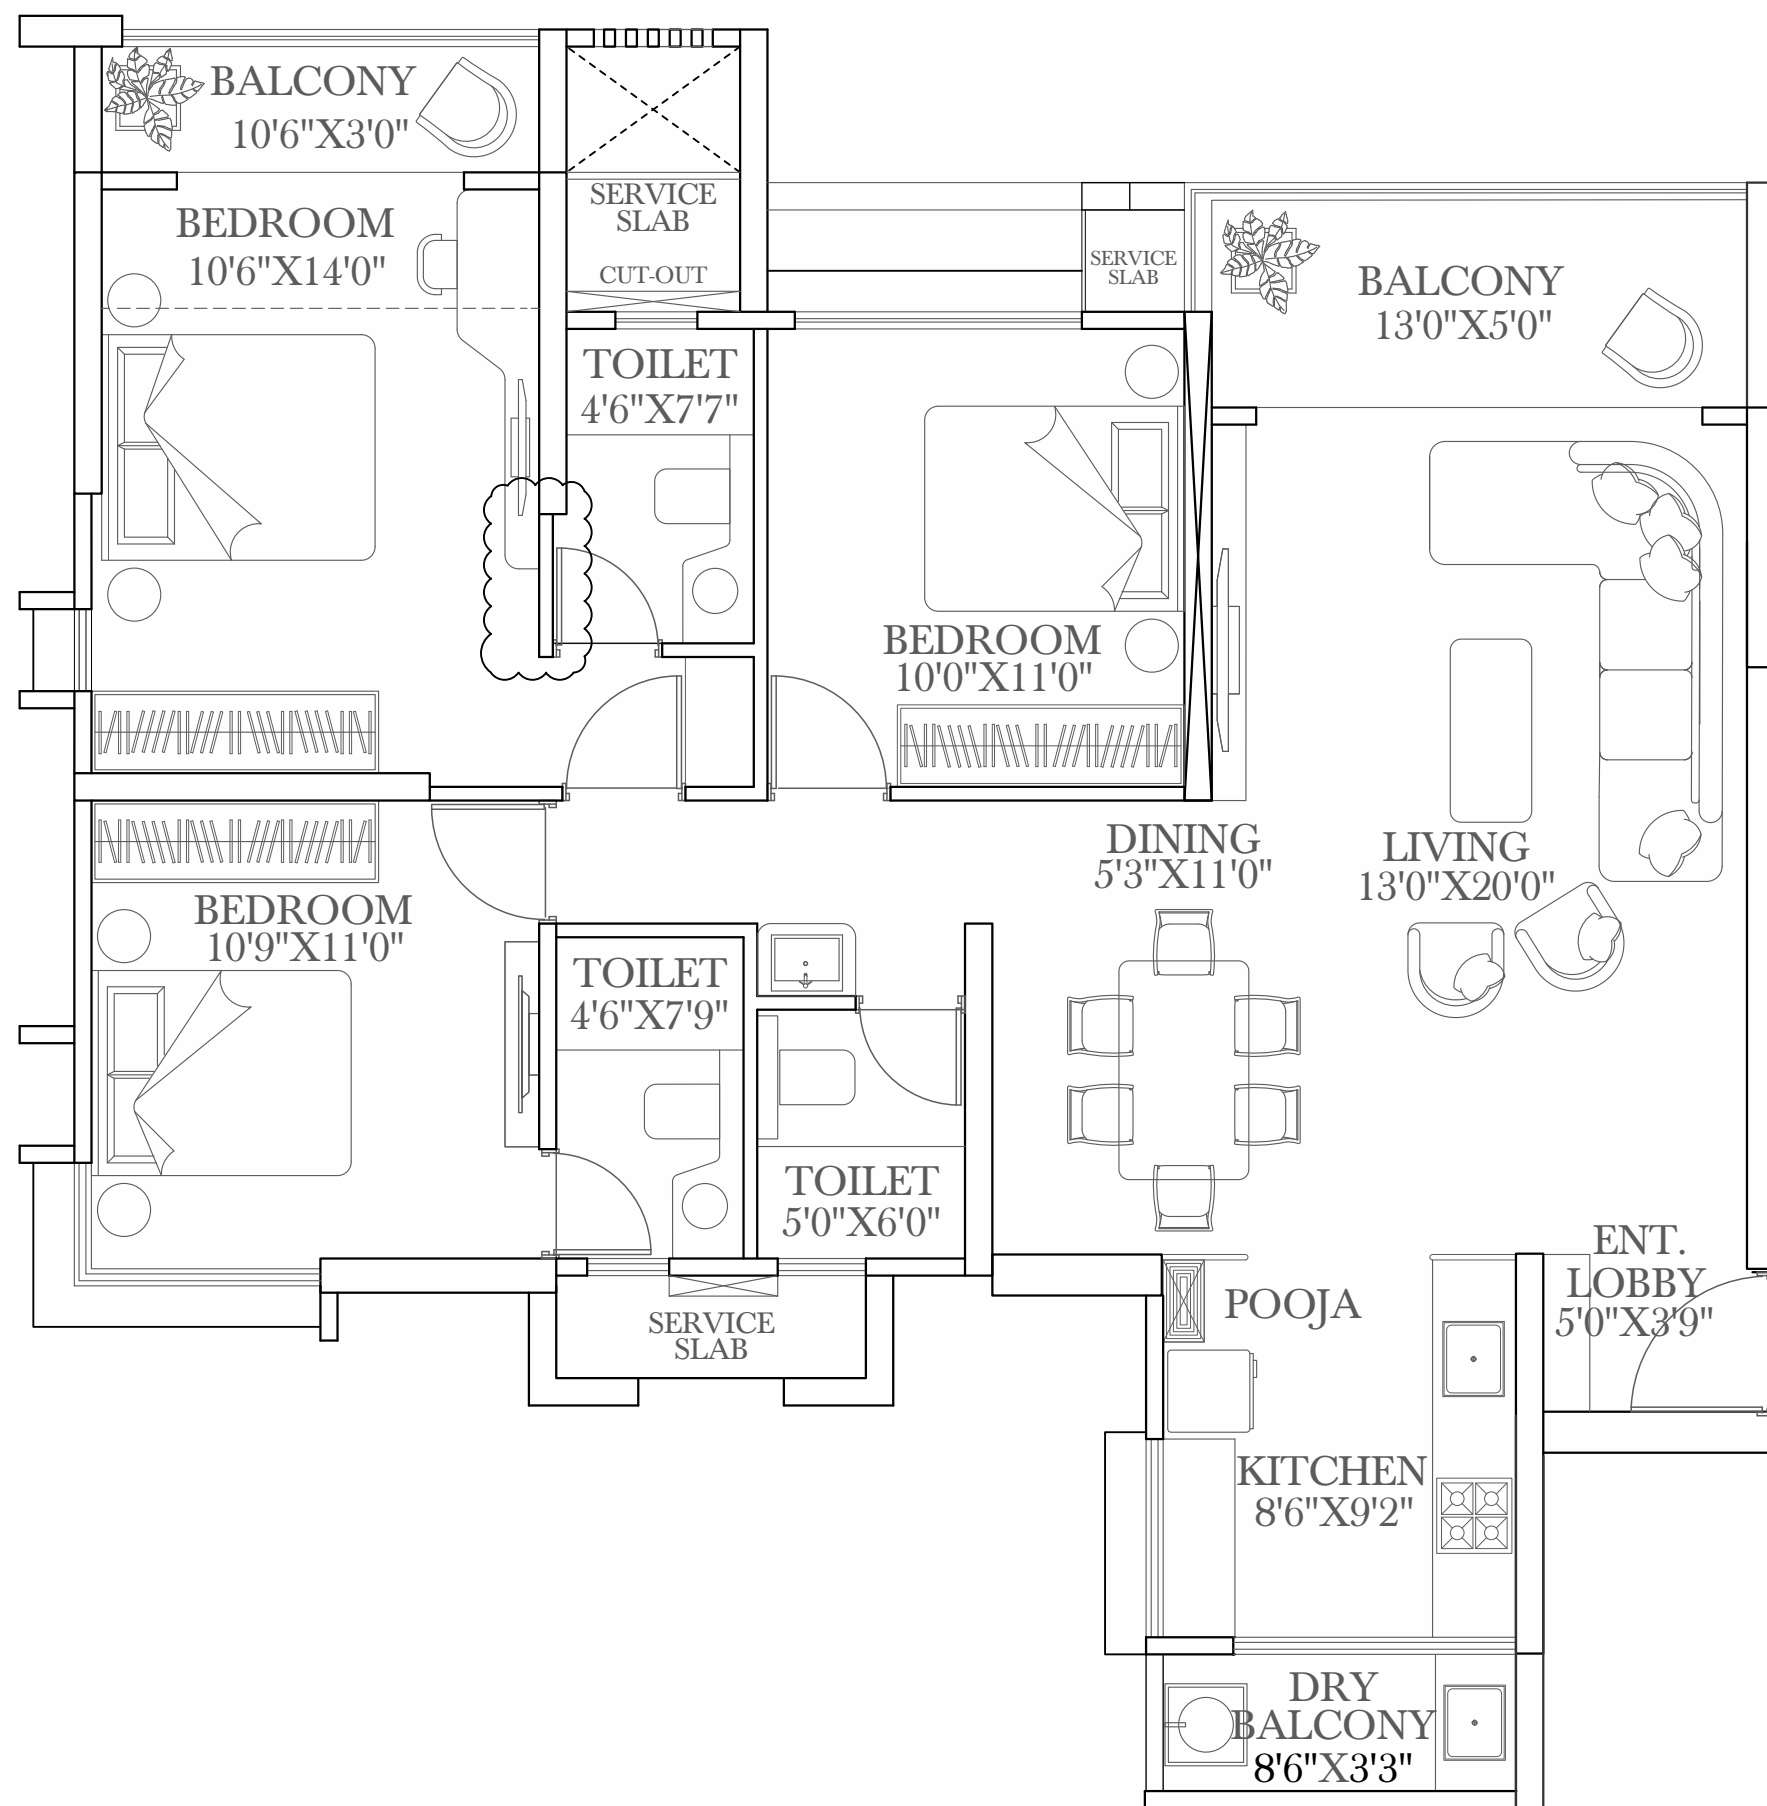 BALCONY
10'6"X3'0"
BEDROOM
10'6"X14'0"
SERVICE
SLAB
CUT-OUT
SERVICE
SLAB
BALCONY
13'0"X5'0"
TOILET
4'6"X7'7"
BEDROOM
10'0"X11'0"
DINING
5'3"X11'0"
LIVING
13'0"X20'0"
BEDROOM
10'9"X11'0"
TOILET
4'6"X7'9"
TOILET
5'0"X6'0"
ENT.
LOBBY
5'0"X3'9"
POOJA
SERVICE
SLAB
KITCHEN
8'6"X9'2"
DRY
BALCONY
8'6"X3'3"